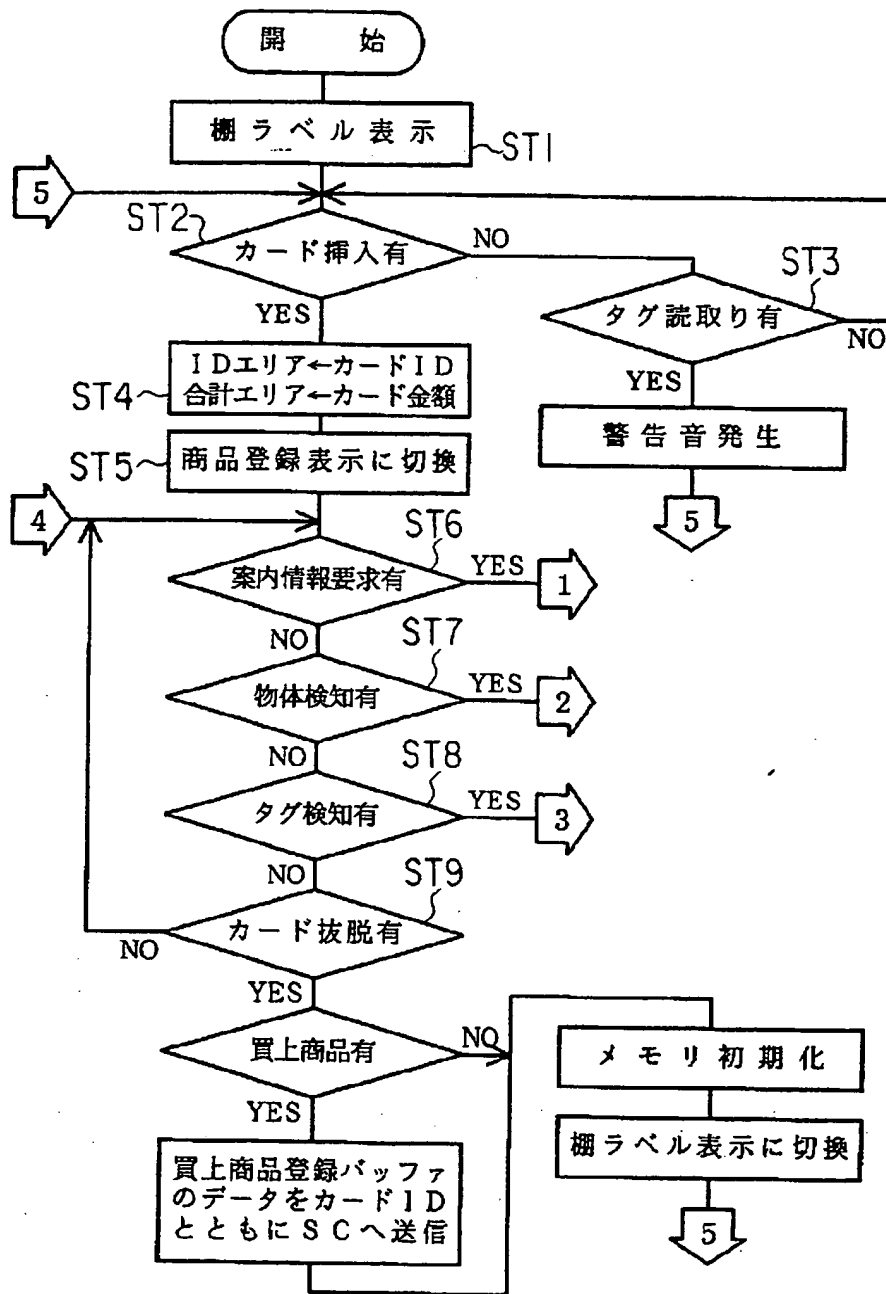 開始
棚ラベル表示
ST1
5
ST2
カード挿入有
NO
ST3
タグ読取り有
NO
YES
YES
IDエリア←カードID
合計エリア←カード金額
ST4
警告音発生
ST5
商品登録表示に切換
5
4
ST6
案内情報要求有
YES
1
NO
ST7
物体検知有
YES
2
NO
ST8
タグ検知有
YES
3
NO
ST9
カード抜脱有
NO
YES
買上商品有
NO
メモリ初期化
YES
棚ラベル表示に切換
買上商品登録バッファ
のデータをカードID
とともにSCへ送信
5